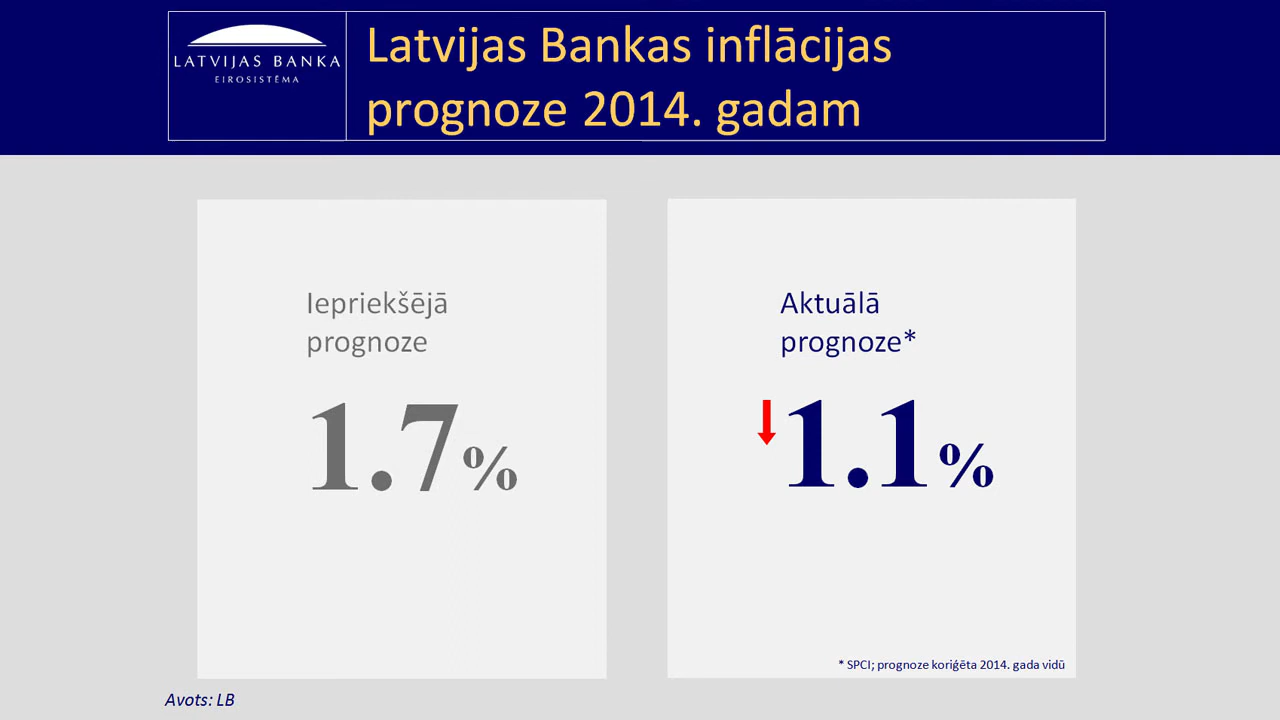 LATVIJAS BANKA
EIROSISTĒMA
Latvijas Bankas inflācijas
prognoze 2014. gadam
Iepriekšējā
prognoze
1.7%
Aktuālā
prognoze*
1.1%
* SPCI; prognoze koriģēta 2014. gada vidū
Avots: LB